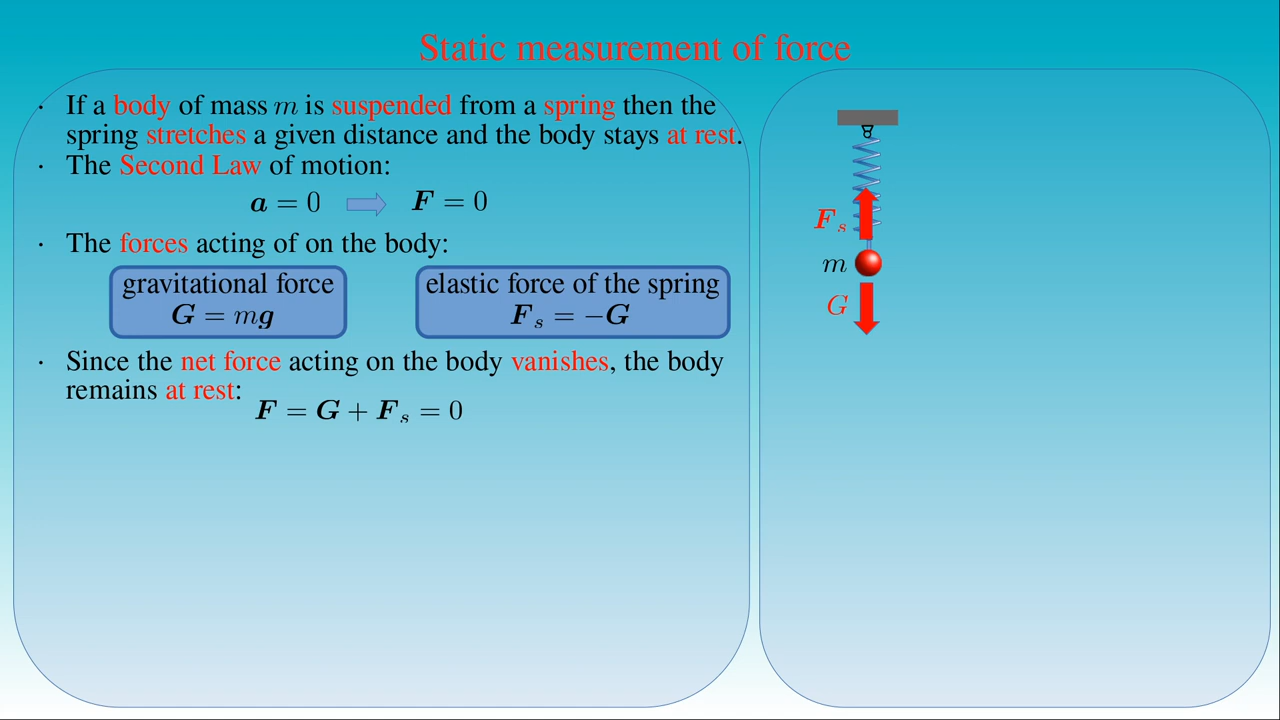 Static measurement of force
· If a body of mass m is suspended from a spring then the
spring stretches a given distance and the body stays at rest.
· The Second Law of motion:
a = 0 F = 0
· The forces acting of on the body:
gravitational force
G = mg
elastic force of the spring
F_s = −G
· Since the net force acting on the body vanishes, the body
remains at rest:
F = G + F_s = 0
F_s
m
G